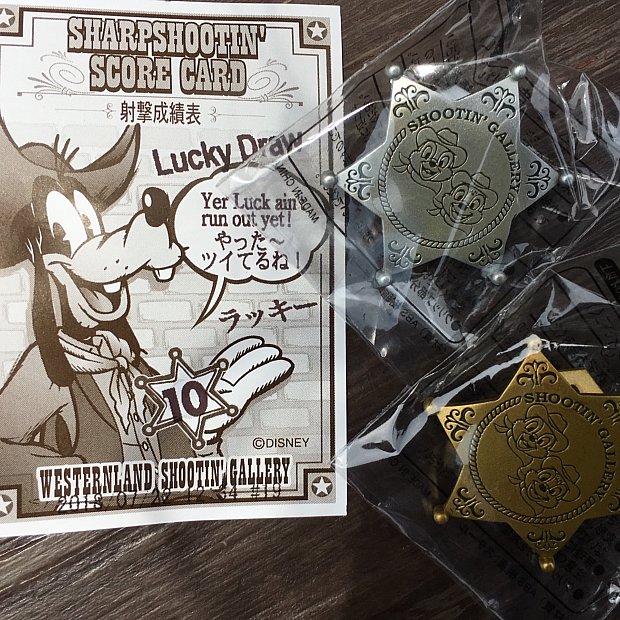 SHARPSHOOTIN'
SCORE CARD
射撃成績表
Lucky Draw
Yer Luck ain
run out yet!
やった〜
ツイてるね!
ラッキー
10
©DISNEY
WESTERNLAND SHOOTIN' GALLERY
SHOOTIN' GALLERY
SHOOTIN' GALLERY